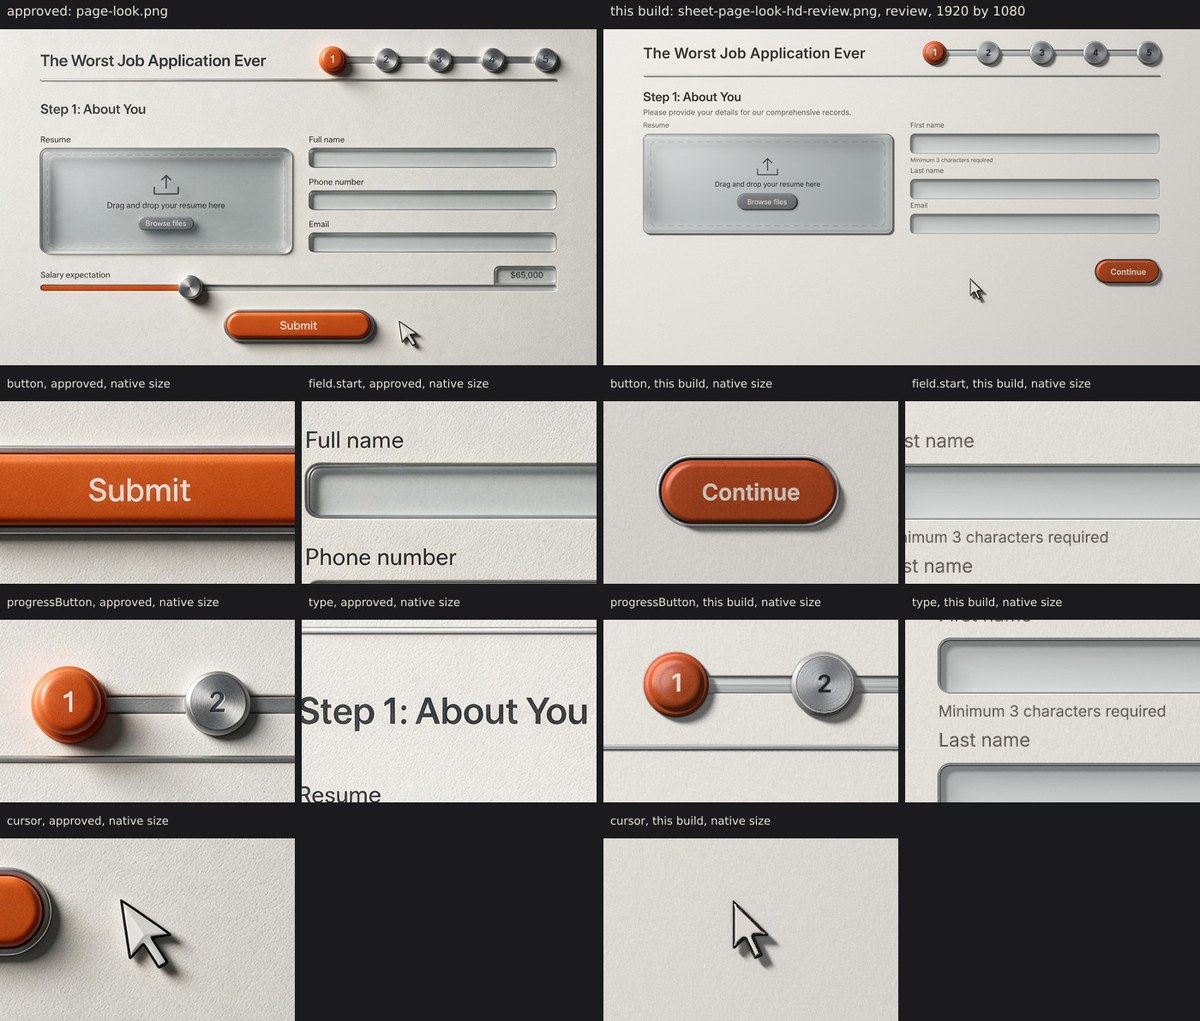 approved: page-look.png
this build: sheet-page-look-hd-review.png, review, 1920 by 1080
The Worst Job Application Ever
1 2 3 4 5
Step 1: About You
Resume
Drag and drop your resume here
Browse files
Full name
Phone number
Email
Salary expectation
$65,000
Submit
The Worst Job Application Ever
1 2 3 4 5
Step 1: About You
Please provide your details for our comprehensive records.
Resume
Drag and drop your resume here
Browse files
First name
Minimum 3 characters required
Last name
Email
Continue
button, approved, native size
field.start, approved, native size
button, this build, native size
field.start, this build, native size
Submit
Full name
Phone number
Continue
st name
imum 3 characters required
st name
progressButton, approved, native size
type, approved, native size
progressButton, this build, native size
type, this build, native size
1 2
Step 1: About You
Resume
1 2
First name
Minimum 3 characters required
Last name
cursor, approved, native size
cursor, this build, native size